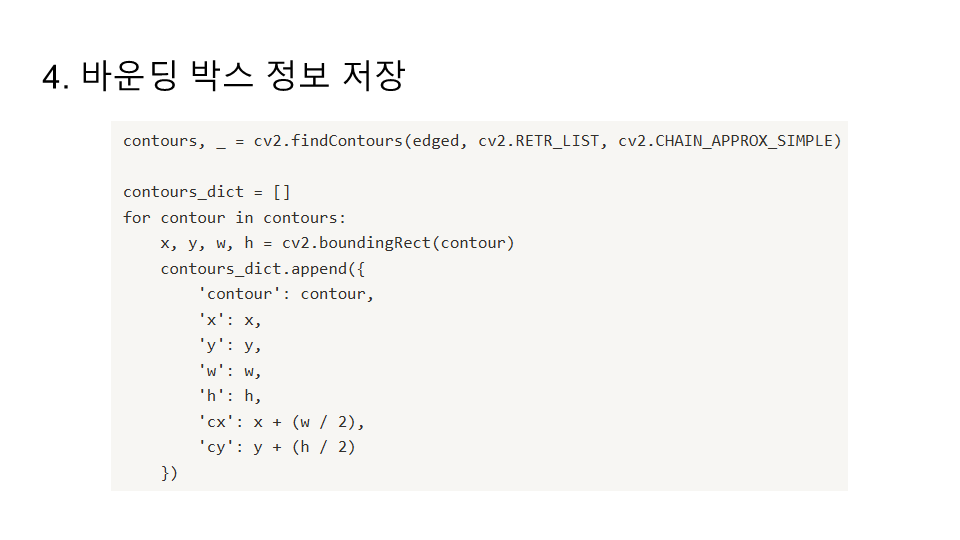 4. 바운딩 박스 정보 저장
contours, _ = cv2.findContours(edged, cv2.RETR_LIST, cv2.CHAIN_APPROX_SIMPLE)
contours_dict = []
for contour in contours:
    x, y, w, h = cv2.boundingRect(contour)
    contours_dict.append({
        'contour': contour,
        'x': x,
        'y': y,
        'w': w,
        'h': h,
        'cx': x + (w / 2),
        'cy': y + (h / 2)
    })